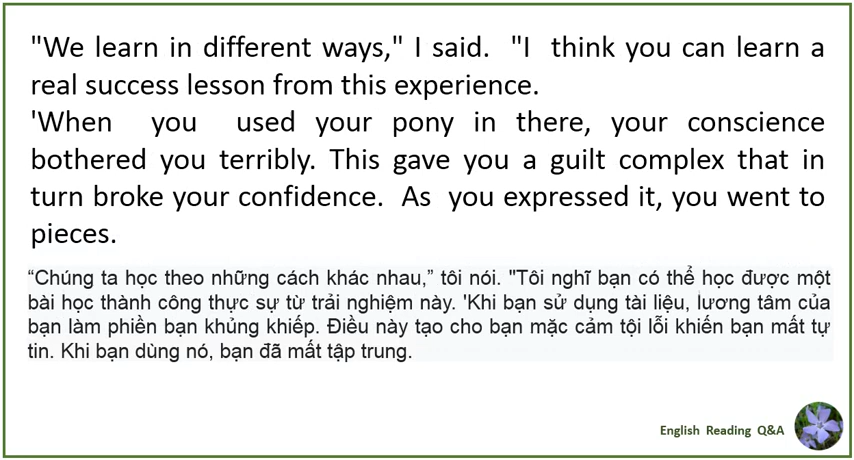 "We learn in different ways," I said. "I think you can learn a
real success lesson from this experience.
'When you used your pony in there, your conscience
bothered you terribly. This gave you a guilt complex that in
turn broke your confidence. As you expressed it, you went to
pieces.
“Chúng ta học theo những cách khác nhau,” tôi nói. "Tôi nghĩ bạn có thể học được một
bài học thành công thực sự từ trải nghiệm này. 'Khi bạn sử dụng tài liệu, lương tâm của
bạn làm phiền bạn khủng khiếp. Điều này tạo cho bạn mặc cảm tội lỗi khiến bạn mất tự
tin. Khi bạn dùng nó, bạn đã mất tập trung.
English Reading Q&A